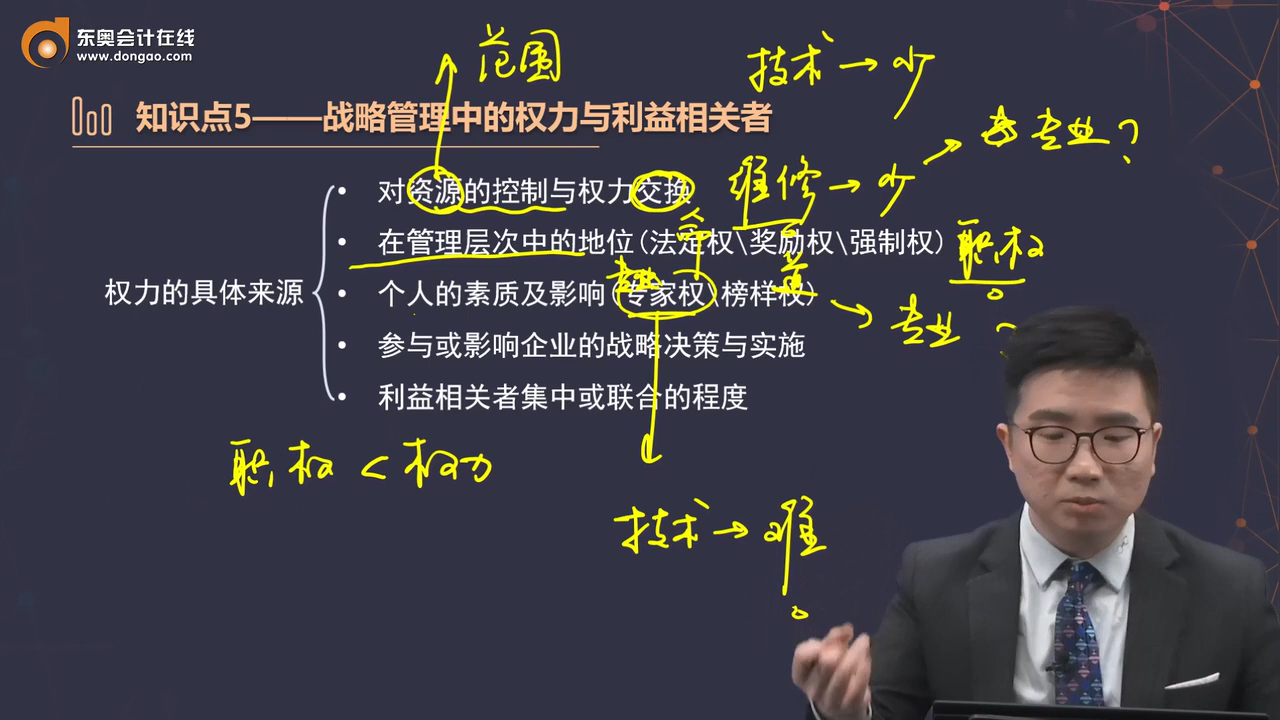 东奥会计在线
www.dongao.com
范围
技术→少
知识点5——战略管理中的权力与利益相关者
专业?
维修→少
对资源的控制与权力交换
在管理层次中的地位(法定权\奖励权\强制权)
职权
权力的具体来源
个人的素质及影响(专家权\榜样权)
专业
专业
参与或影响企业的战略决策与实施
利益相关者集中或联合的程度
职权<权力
技术→难